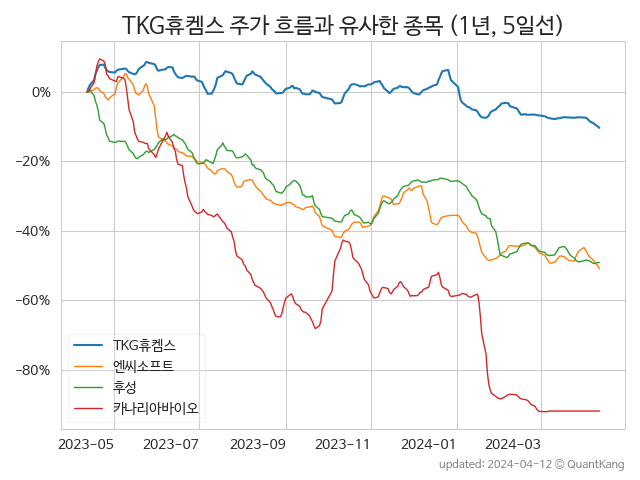 TKG휴켐스 주가 흐름과 유사한 종목 (1년, 5일선)
0%
−20%
−40%
−60%
−80%
TKG휴켐스
엔씨소프트
후성
카나리아바이오
2023-05 2023-07 2023-09 2023-11 2024-01 2024-03
updated: 2024-04-12 © QuantKang